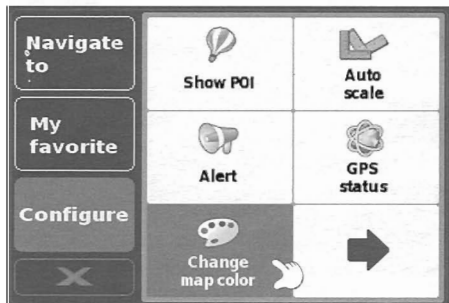 Navigate
to
My
favorite
Configure
Show POI
Auto
scale
Alert
GPS
status
Change
map color